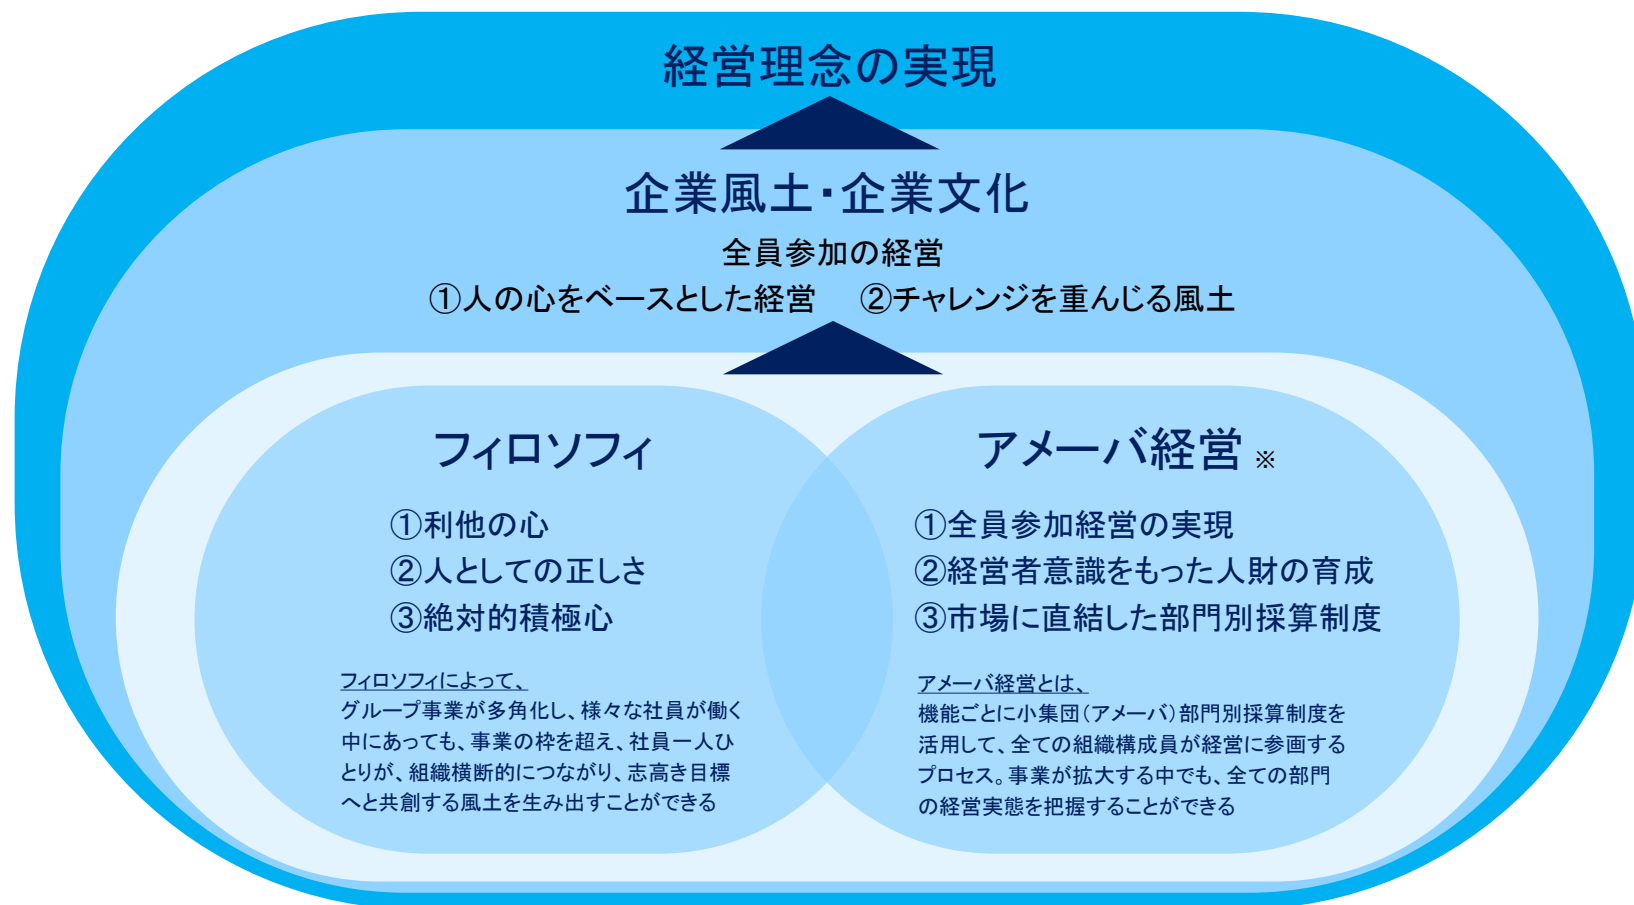 経営理念の実現
企業風土・企業文化
全員参加の経営
①人の心をベースとした経営　②チャレンジを重んじる風土
フィロソフィ
①利他の心
②人としての正しさ
③絶対的積極心
フィロソフィによって、
グループ事業が多角化し、様々な社員が働く
中にあっても、事業の枠を超え、社員一人ひ
とりが、組織横断的につながり、志高き目標
へと共創する風土を生み出すことができる
アメーバ経営 ※
①全員参加経営の実現
②経営者意識をもった人財の育成
③市場に直結した部門別採算制度
アメーバ経営とは、
機能ごとに小集団（アメーバ）部門別採算制度を
活用して、全ての組織構成員が経営に参画する
プロセス。事業が拡大する中でも、全ての部門
の経営実態を把握することができる